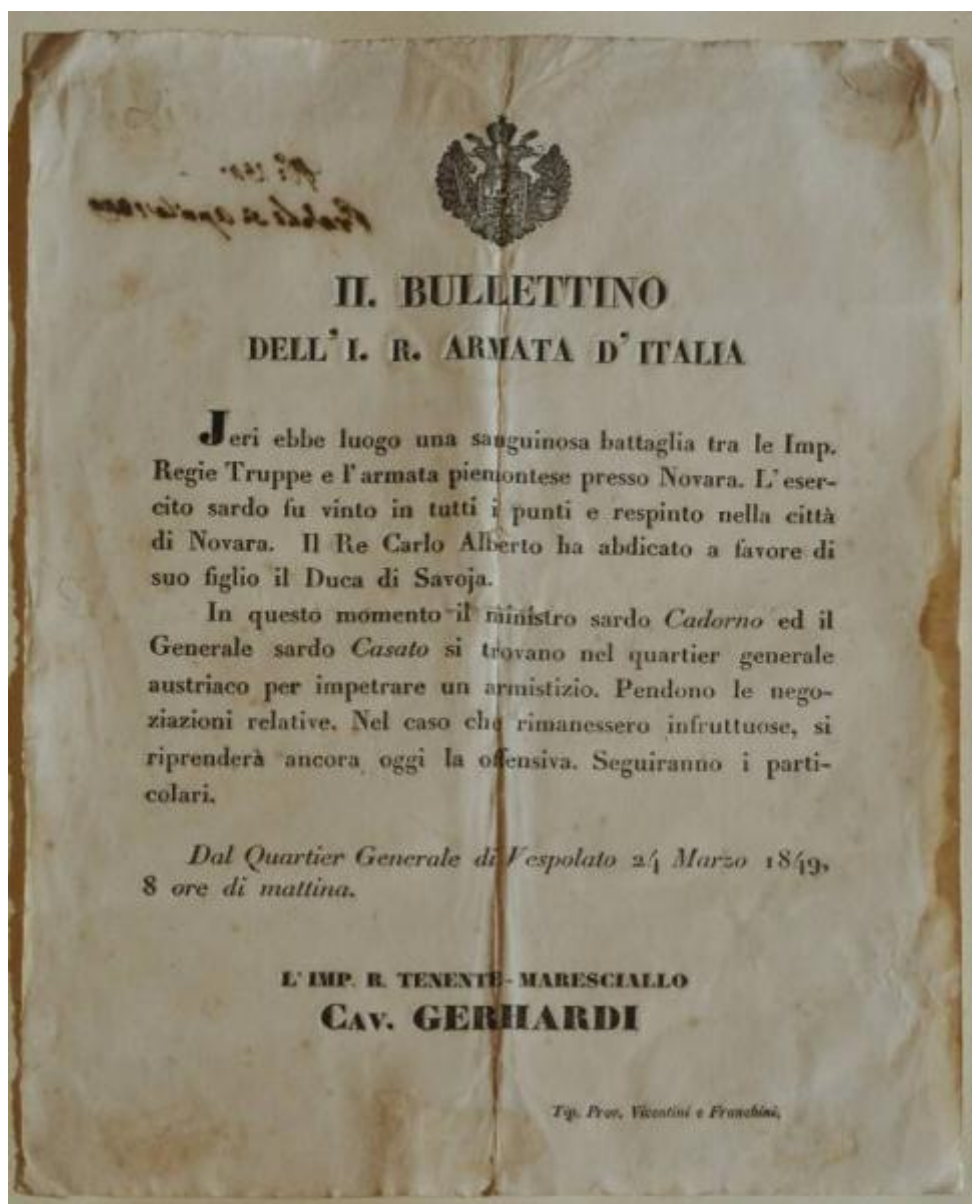 II. BULLETTINO
DELL' I. R. ARMATA D' ITALIA
Jeri ebbe luogo una sanguinosa battaglia tra le Imp.
Regie Truppe e l'armata piemontese presso Novara. L'eser-
cito sardo fu vinto in tutti i punti e respinto nella città
di Novara. Il Re Carlo Alberto ha abdicato a favore di
suo figlio il Duca di Savoja.
In questo momento il ministro sardo Cadorno ed il
Generale sardo Casato si trovano nel quartier generale
austriaco per impetrare un armistizio. Pendono le nego-
ziazioni relative. Nel caso che rimanessero infruttuose, si
riprenderà ancora oggi la offensiva. Seguiranno i parti-
colari.
Dal Quartier Generale di Vespolato 24 Marzo 1849,
8 ore di mattina.
L' IMP. R. TENENTE-MARESCIALLO
CAV. GERHARDI
Tip. Prov. Vicentini e Franchini.